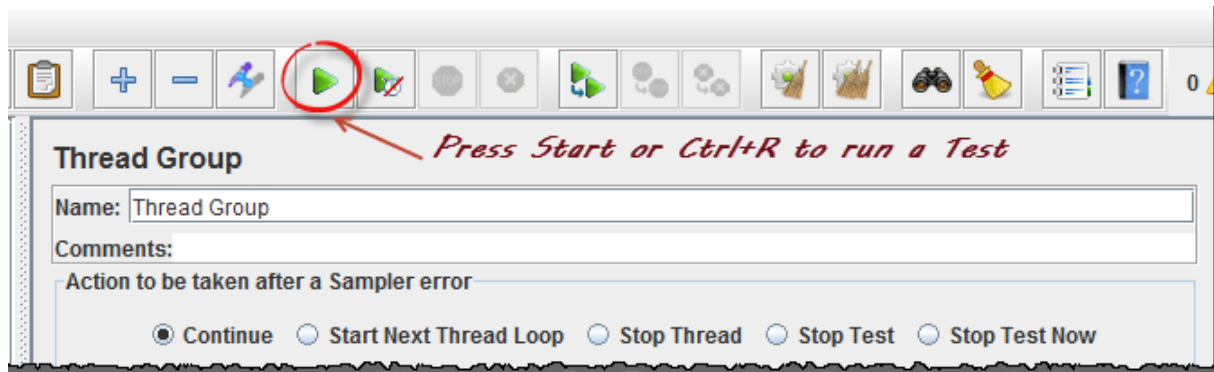 STOP
?
0
Press Start or Ctrl+R to run a Test
Thread Group
Name: Thread Group
Comments:
Action to be taken after a Sampler error
Continue Start Next Thread Loop Stop Thread Stop Test Stop Test Now